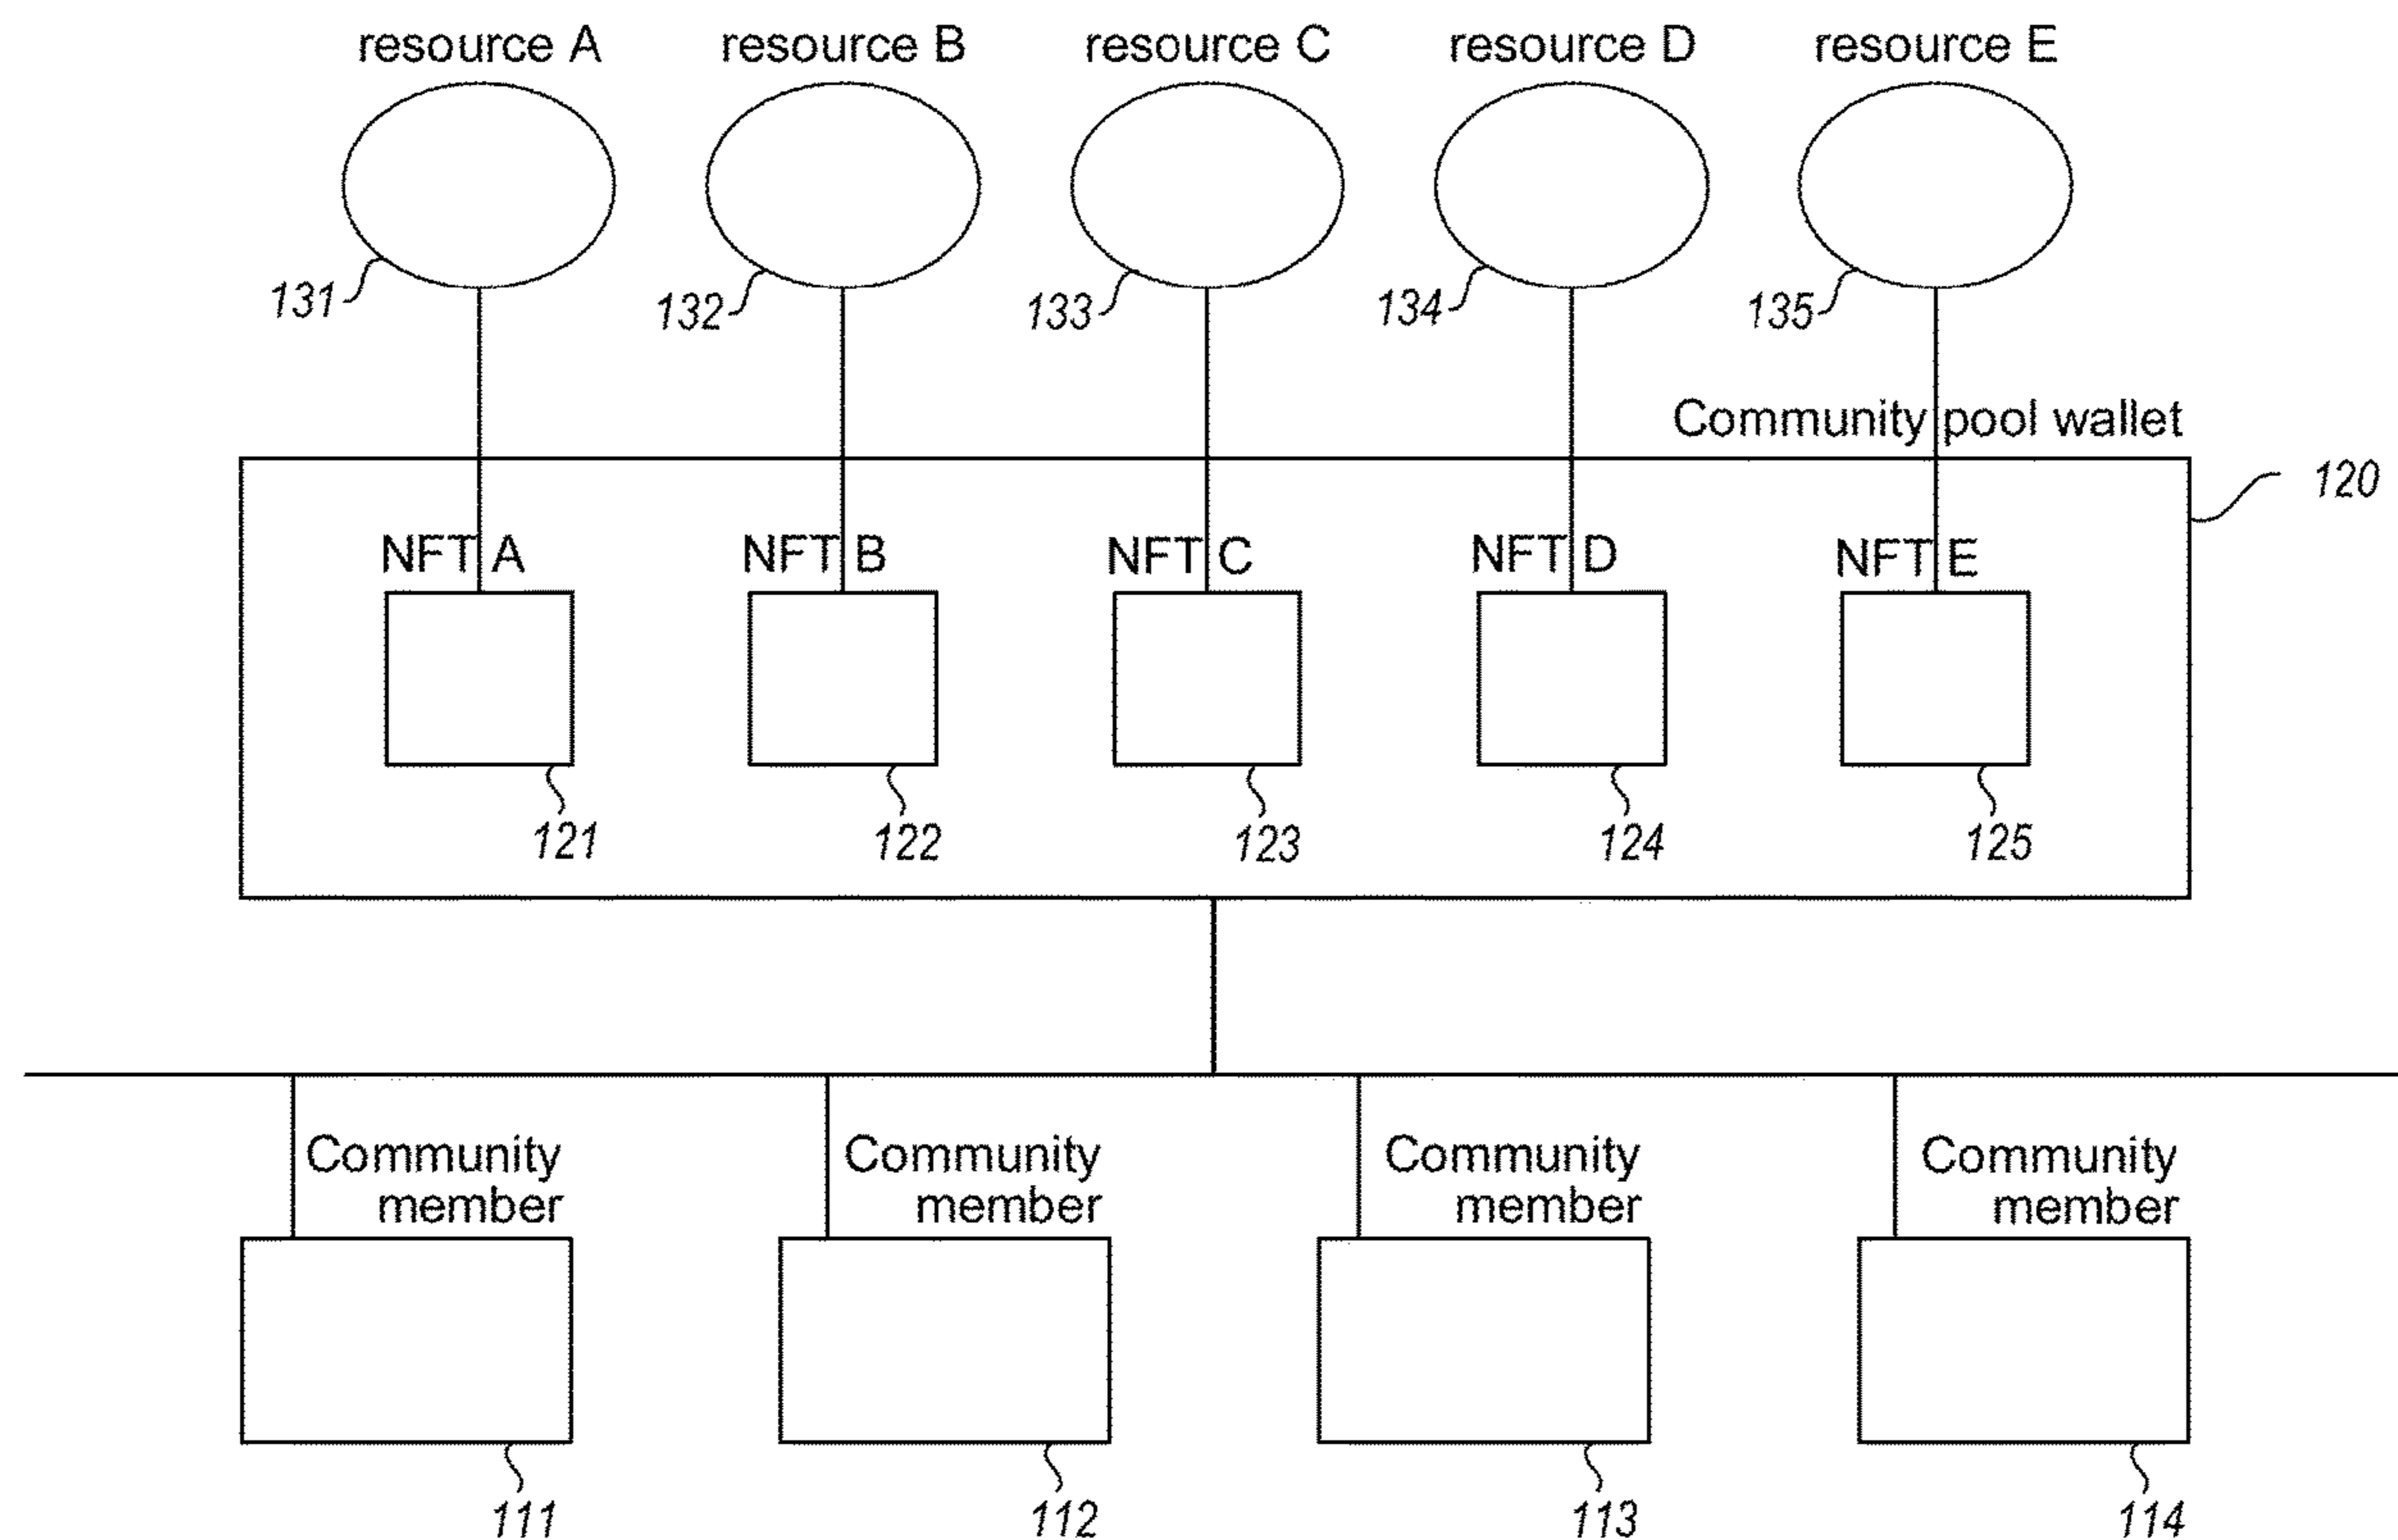 resource A
resource B
resource C
resource D
resource E
131
132
133
134
135
Community pool wallet
120
NFT A
NFT B
NFT C
NFT D
NFT E
121
122
123
124
125
Community
member
Community
member
Community
member
Community
member
111
112
113
114